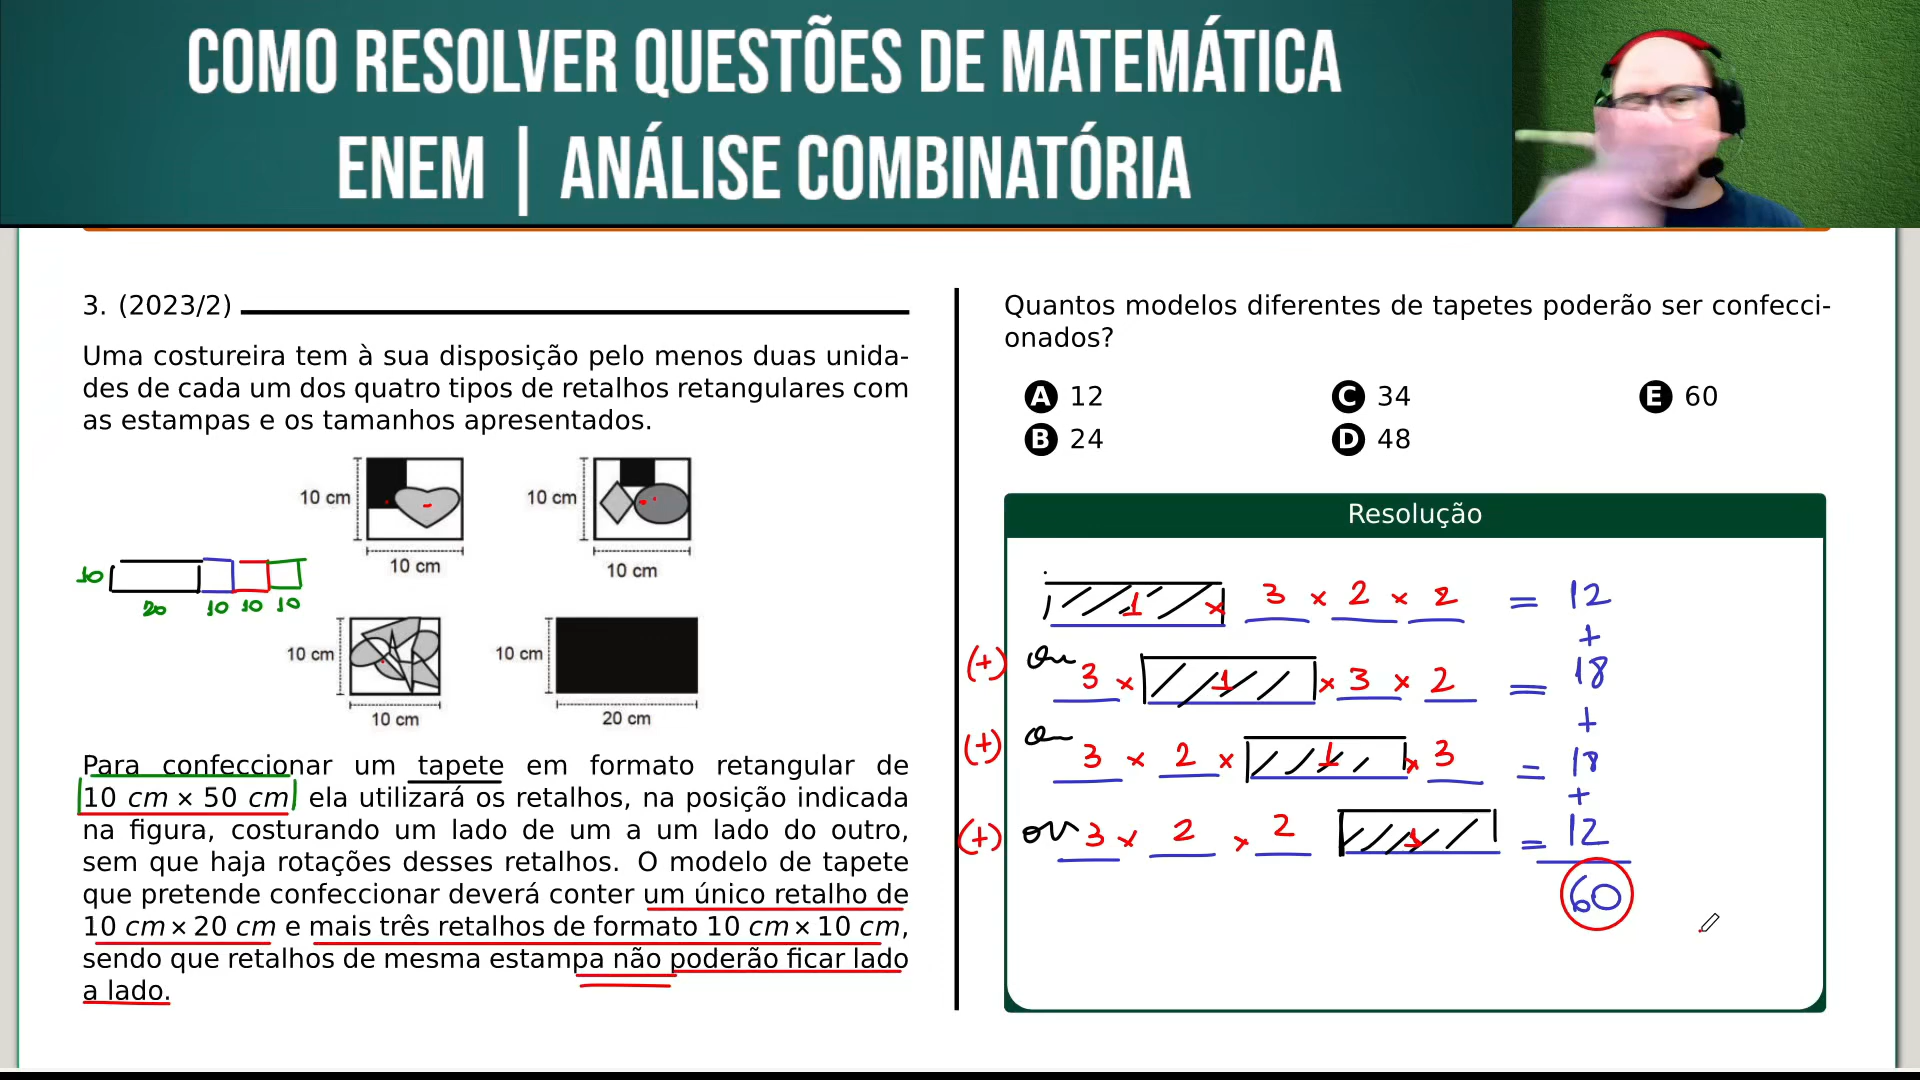 COMO RESOLVER QUESTÕES DE MATEMÁTICA
ENEM | ANÁLISE COMBINATÓRIA
3. (2023/2)
Uma costureira tem à sua disposição pelo menos duas unida-
des de cada um dos quatro tipos de retalhos retangulares com
as estampas e os tamanhos apresentados.
10 cm
10 cm
10 cm
10 cm
10
20 10 10 10
10 cm
10 cm
10 cm
20 cm
Para confeccionar um tapete em formato retangular de
10 cm × 50 cm ela utilizará os retalhos, na posição indicada
na figura, costurando um lado de um a um lado do outro,
sem que haja rotações desses retalhos. O modelo de tapete
que pretende confeccionar deverá conter um único retalho de
10 cm × 20 cm e mais três retalhos de formato 10 cm × 10 cm,
sendo que retalhos de mesma estampa não poderão ficar lado
a lado.
Quantos modelos diferentes de tapetes poderão ser confecci-
onados?
A 12
C 34
E 60
B 24
D 48
Resolução
1 × 3 × 2 × 2 = 12
+
(+) ou 3 × 1 × 3 × 2 = 18
+
(+) ou 3 × 2 × 1 × 3 = 18
+
(+) ou 3 × 2 × 2 1 = 12
60